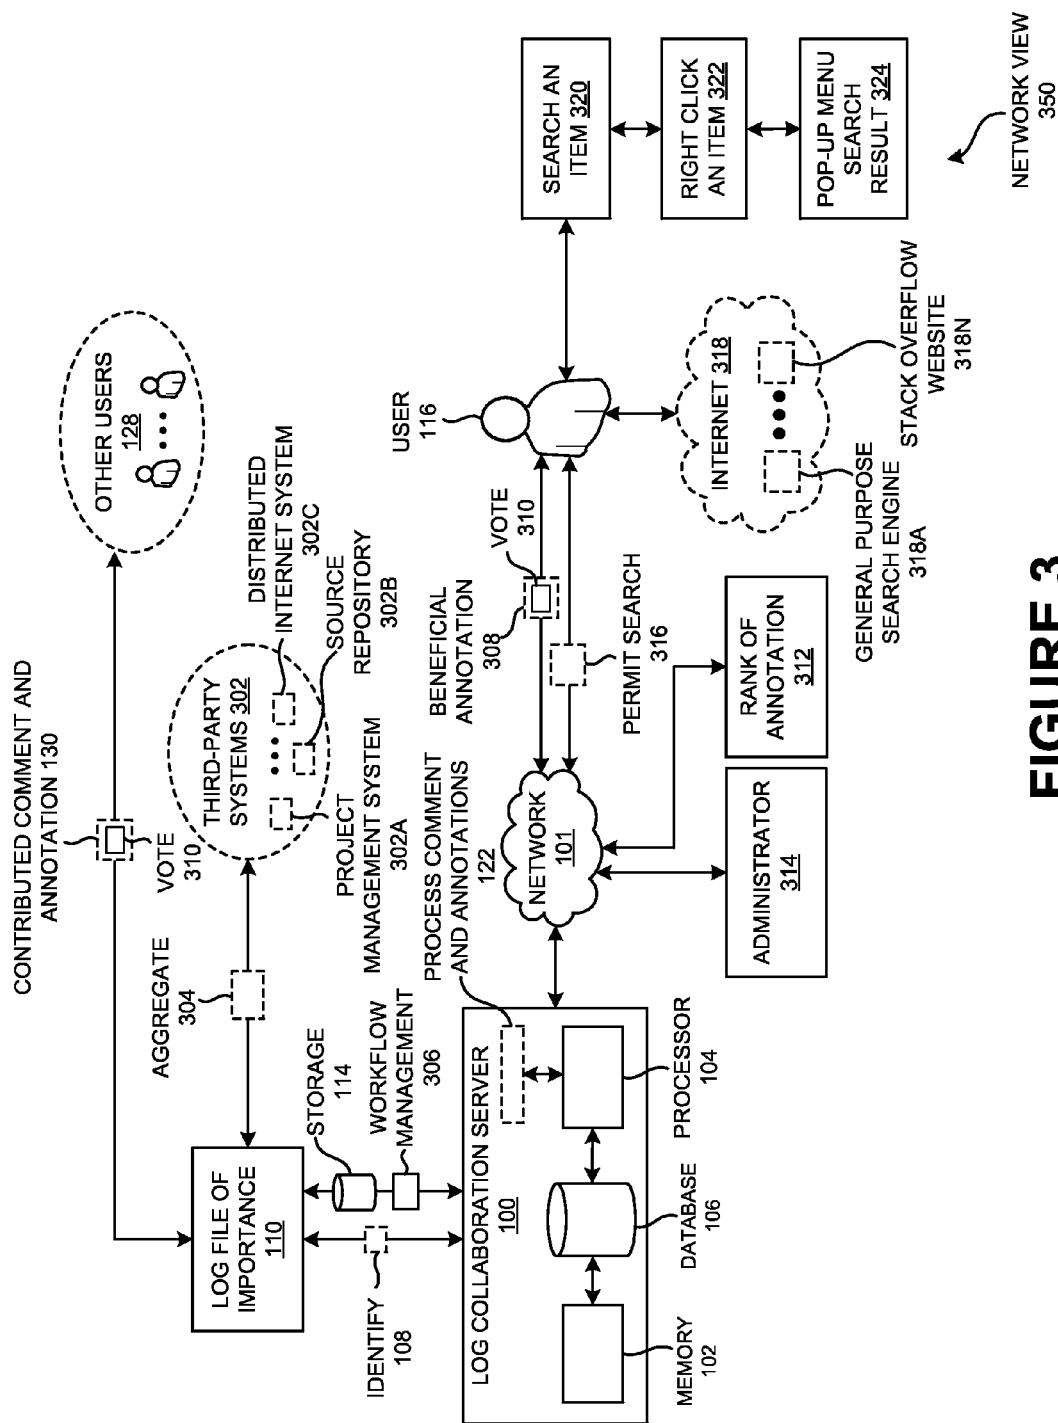 CONTRIBUTED COMMENT AND
ANNOTATION 130
VOTE
310
OTHER USERS
128
AGGREGATE
304
THIRD-PARTY
SYSTEMS 302
DISTRIBUTED
INTERNET SYSTEM
302C
SOURCE
REPOSITORY
302B
PROJECT
MANAGEMENT SYSTEM
302A
LOG FILE OF
IMPORTANCE
110
STORAGE
114
WORKFLOW
MANAGEMENT
306
IDENTIFY
108
PROCESS COMMENT
AND ANNOTATIONS
122
LOG COLLABORATION SERVER
100
PROCESSOR
104
DATABASE
106
MEMORY
102
NETWORK
101
BENEFICIAL
ANNOTATION
308
VOTE
310
PERMIT SEARCH
316
USER
116
SEARCH AN
ITEM 320
RIGHT CLICK
AN ITEM 322
POP-UP MENU
SEARCH
RESULT 324
INTERNET 318
STACK OVERFLOW
WEBSITE
318N
GENERAL PURPOSE
SEARCH ENGINE
318A
RANK OF
ANNOTATION
312
ADMINISTRATOR
314
NETWORK VIEW
350
FIGURE 3